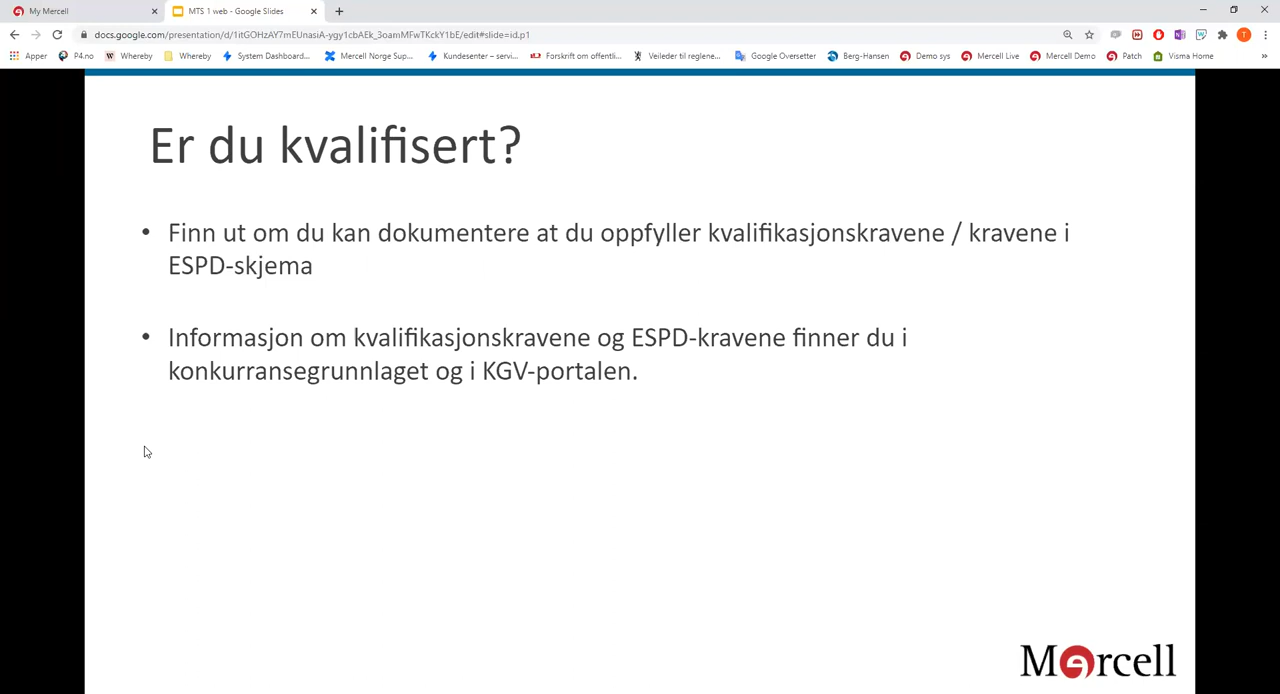 My Mercell
MTS 1 web - Google Slides
docs.google.com/presentation/d/1itGOHzAY7mEUnasiA-ygy1cbAEk_3oamMFwTKckY1bE/edit#slide=id.p1
Apper
P4.no
Whereby
Whereby
System Dashboard...
Mercell Norge Sup...
Kundesenter – servi...
Forskrift om offentli...
Veileder til reglene...
Google Oversetter
Berg-Hansen
Demo sys
Mercell Live
Mercell Demo
Patch
Visma Home
Er du kvalifisert?
• Finn ut om du kan dokumentere at du oppfyller kvalifikasjonskravene / kravene i
ESPD-skjema
• Informasjon om kvalifikasjonskravene og ESPD-kravene finner du i
konkurransegrunnlaget og i KGV-portalen.
Mercell